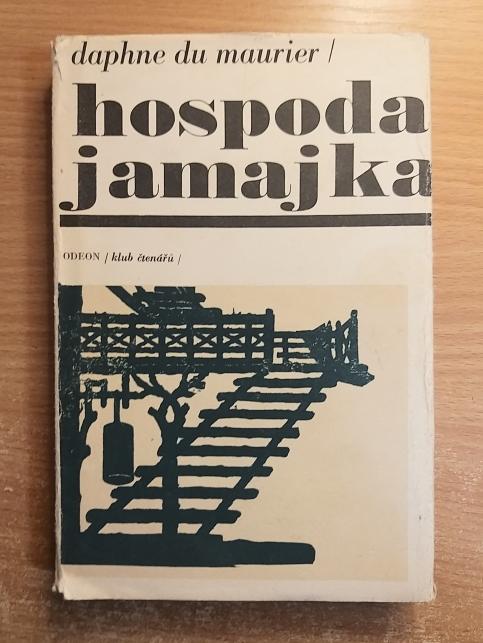 daphne du maurier /
hospoda
jamajka
ODEON / klub čtenářů /